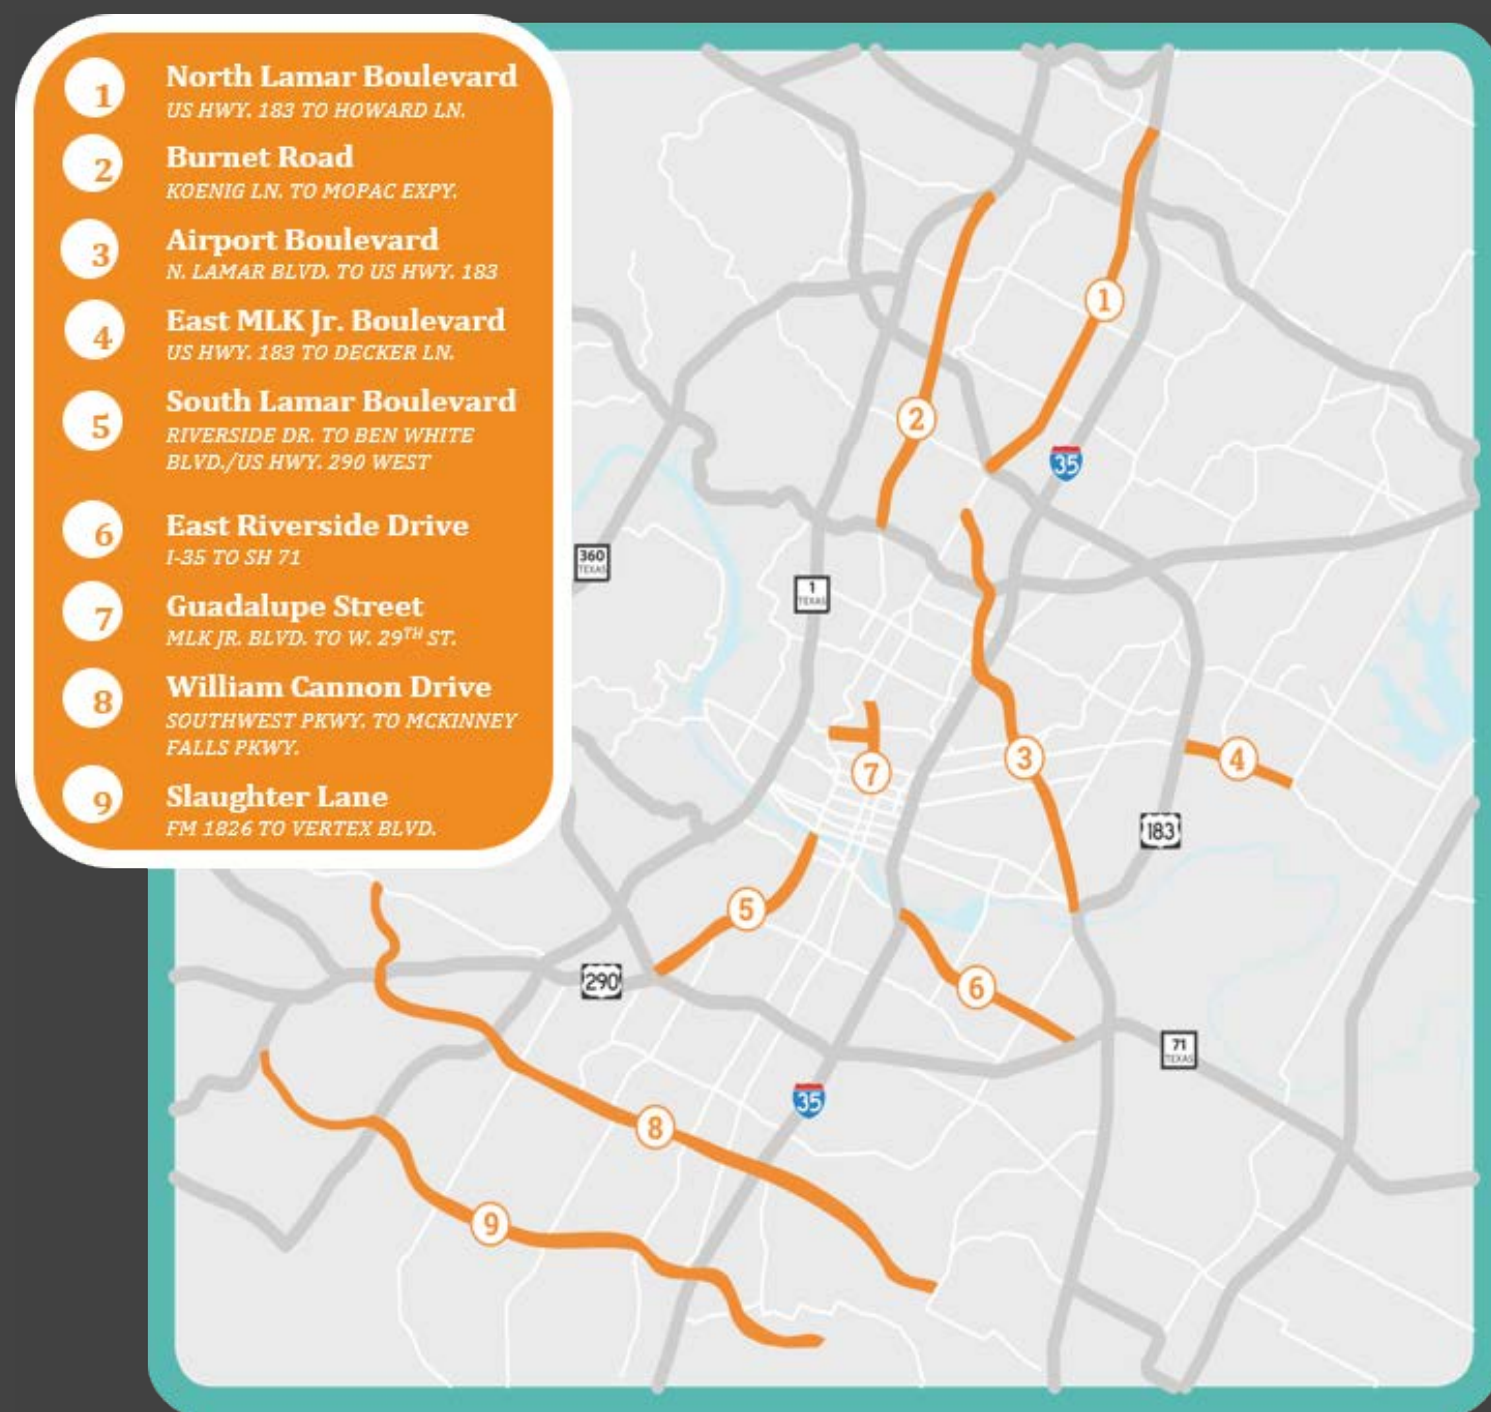 1
North Lamar Boulevard
US HWY. 183 TO HOWARD LN.
2
Burnet Road
KOENIG LN. TO MOPAC EXPY.
3
Airport Boulevard
N. LAMAR BLVD. TO US HWY. 183
4
East MLK Jr. Boulevard
US HWY. 183 TO DECKER LN.
5
South Lamar Boulevard
RIVERSIDE DR. TO BEN WHITE
BLVD./US HWY. 290 WEST
6
East Riverside Drive
I-35 TO SH 71
7
Guadalupe Street
MLK JR. BLVD. TO W. 29TH ST.
8
William Cannon Drive
SOUTHWEST PKWY. TO MCKINNEY
FALLS PKWY.
9
Slaughter Lane
FM 1826 TO VERTEX BLVD.
1
2
35
360
TEXAS
1
TEXAS
3
4
7
183
5
290
6
71
TEXAS
35
8
9